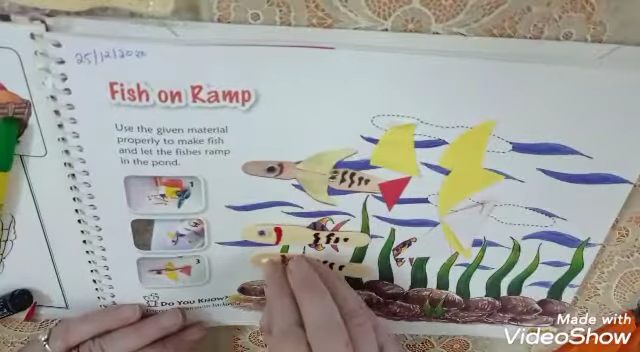 25/12/2020
Fish on Ramp
Use the given material
properly to make fish
and let the fishes ramp
in the pond.
DO YOU KNOW?
Made with
VideoShow